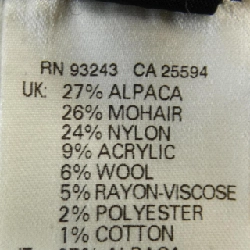 RN 93243 CA 25594
UK: 27% ALPACA
26% MOHAIR
24% NYLON
9% ACRYLIC
6% WOOL
5% RAYON-VISCOSE
2% POLYESTER
1% COTTON